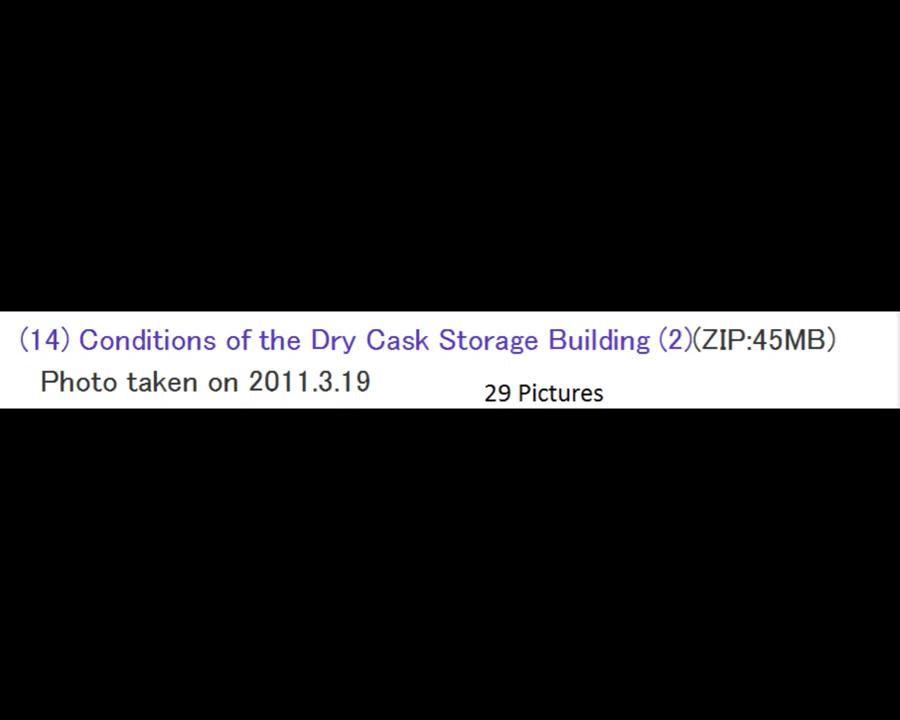 (14) Conditions of the Dry Cask Storage Building (2)(ZIP:45MB)
Photo taken on 2011.3.19
29 Pictures